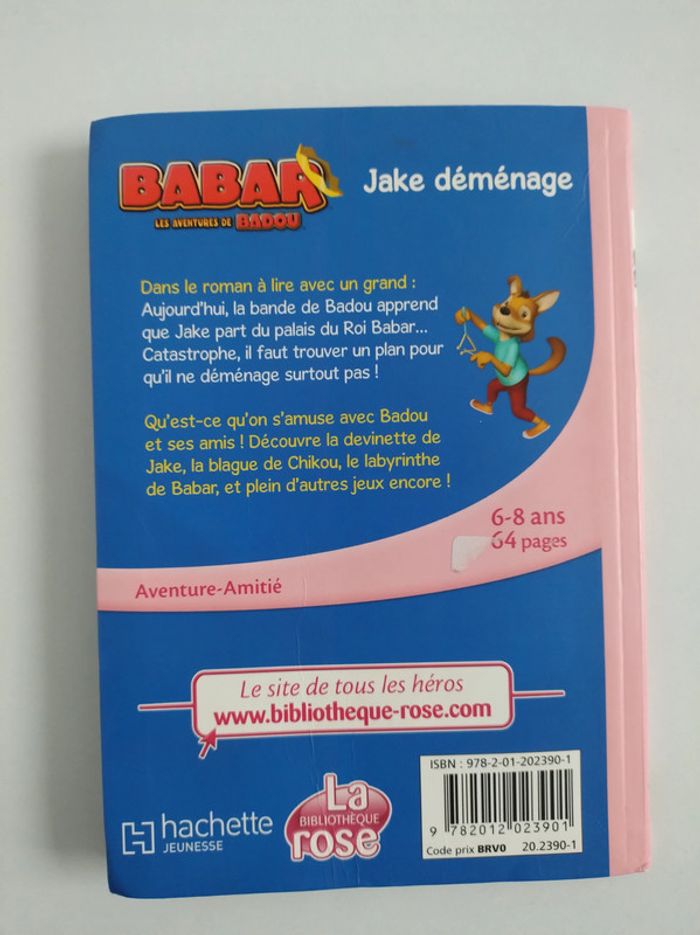 BABAR
LES AVENTURES DE BADOU
Jake déménage
Dans le roman à lire avec un grand :
Aujourd'hui, la bande de Badou apprend
que Jake part du palais du Roi Babar...
Catastrophe, il faut trouver un plan pour
qu'il ne déménage surtout pas !
Qu'est-ce qu'on s'amuse avec Badou
et ses amis ! Découvre la devinette de
Jake, la blague de Chikou, le labyrinthe
de Babar, et plein d'autres jeux encore !
6-8 ans
64 pages
Aventure-Amitié
Le site de tous les héros
www.bibliotheque-rose.com
hachette
JEUNESSE
La
BIBLIOTHÈQUE
rose
ISBN : 978-2-01-202390-1
9 782012 023901
Code prix BRV0 20.2390-1